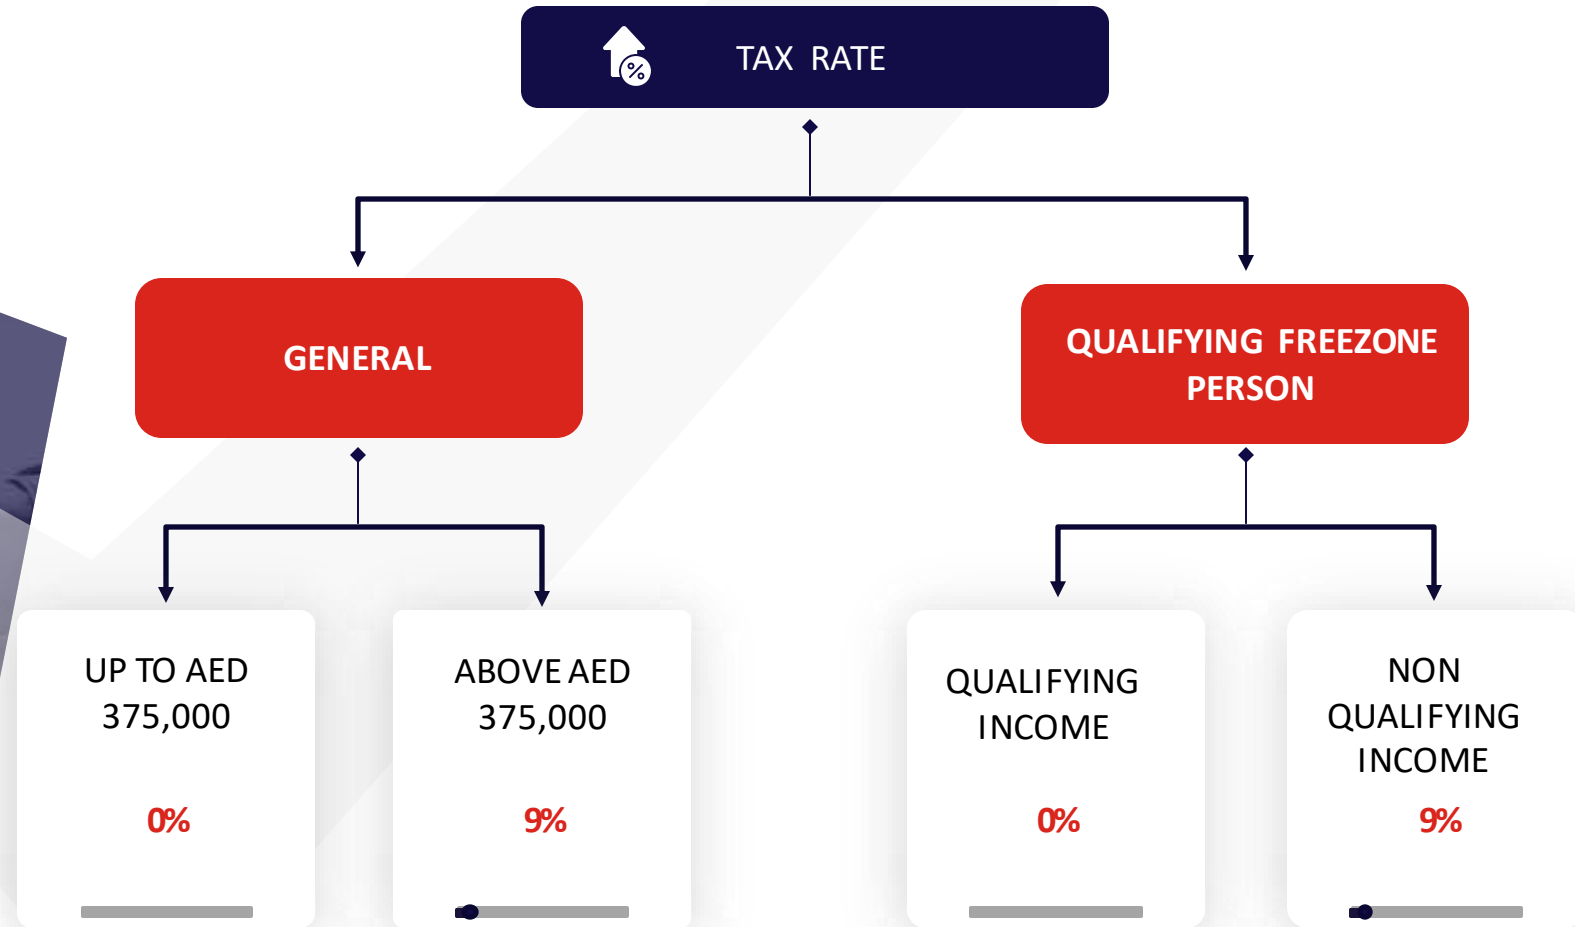 TAX RATE
GENERAL
QUALIFYING FREEZONE
PERSON
UP TO AED
375,000
0%
ABOVE AED
375,000
9%
QUALIFYING
INCOME
0%
NON
QUALIFYING
INCOME
9%